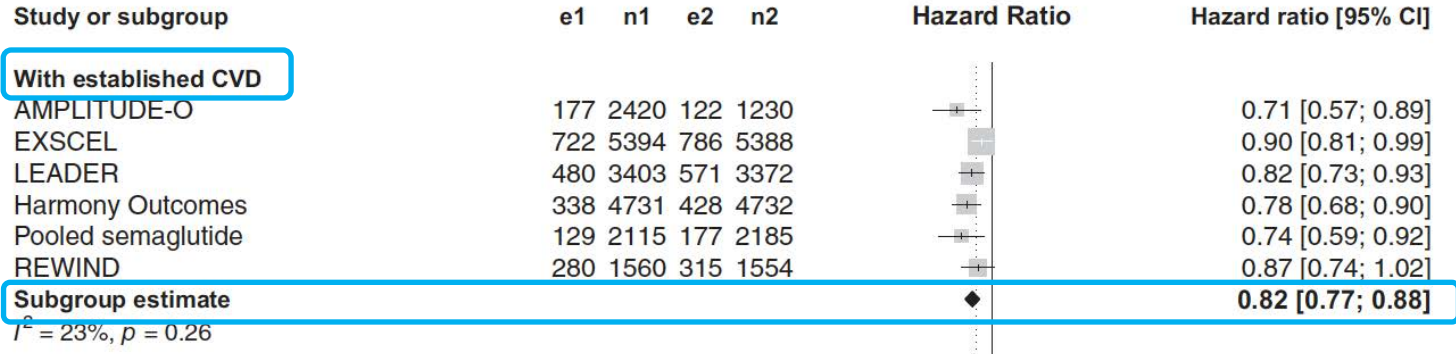 Study or subgroup e1 n1 e2 n2 Hazard Ratio Hazard ratio [95% CI]
With established CVD
AMPLITUDE-O 177 2420 122 1230 0.71 [0.57; 0.89]
EXSCEL 722 5394 786 5388 0.90 [0.81; 0.99]
LEADER 480 3403 571 3372 0.82 [0.73; 0.93]
Harmony Outcomes 338 4731 428 4732 0.78 [0.68; 0.90]
Pooled semaglutide 129 2115 177 2185 0.74 [0.59; 0.92]
REWIND 280 1560 315 1554 0.87 [0.74; 1.02]
Subgroup estimate 0.82 [0.77; 0.88]
I² = 23%, p = 0.26